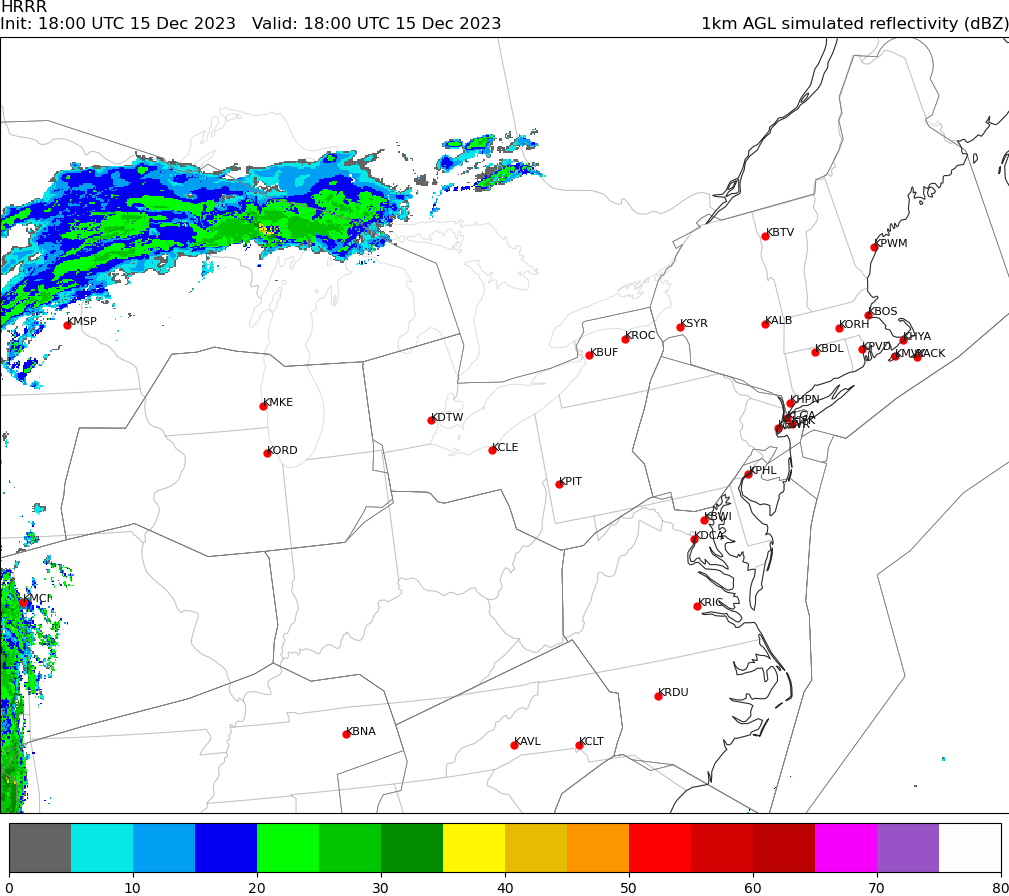 HRRR
Init: 18:00 UTC 15 Dec 2023   Valid: 18:00 UTC 15 Dec 2023   1km AGL simulated reflectivity (dBZ)
KBTV
KPWM
KMSP
KSYR
KALB
KBOS
KORH
KROC
KHYA
KBUF
KBDL
KPVD
KACK
KMKE
KHPN
KDTW
KLGA
KORD
KCLE
KPHL
KPIT
KBWI
KDCA
KMCI
KRIC
KRDU
KBNA
KAVL
KCLT
0 10 20 30 40 50 60 70 80